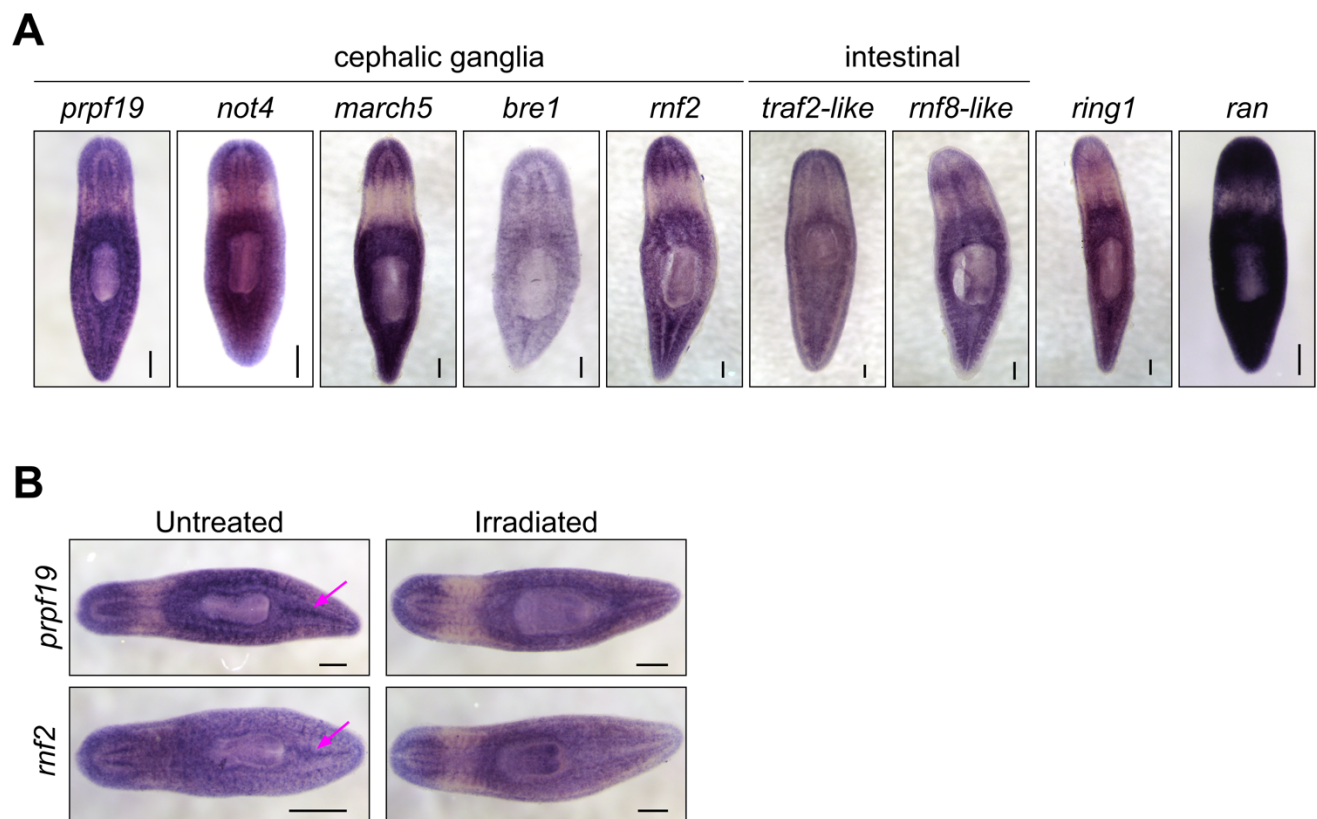 A
cephalic ganglia intestinal
prpf19 not4 march5 bre1 rnf2 traf2-like rnf8-like ring1 ran
B
Untreated Irradiated
prpf19
rnf2